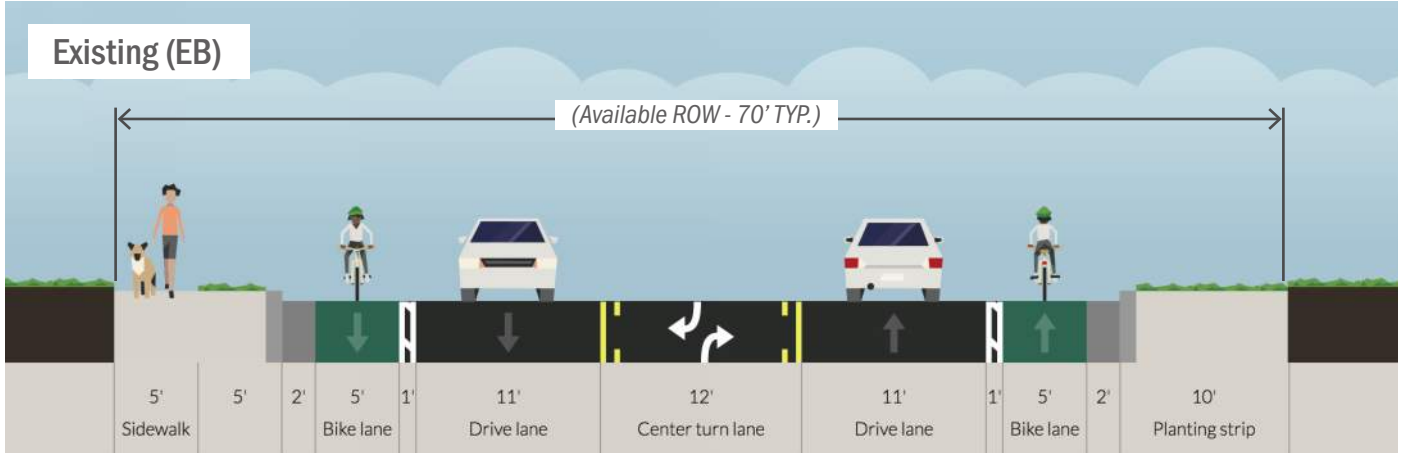 Existing (EB)
(Available ROW - 70' TYP.)
5' 5' 2' 5' 1' 11' 12' 11' 1' 5' 2' 10'
Sidewalk Bike lane Drive lane Center turn lane Drive lane Bike lane Planting strip